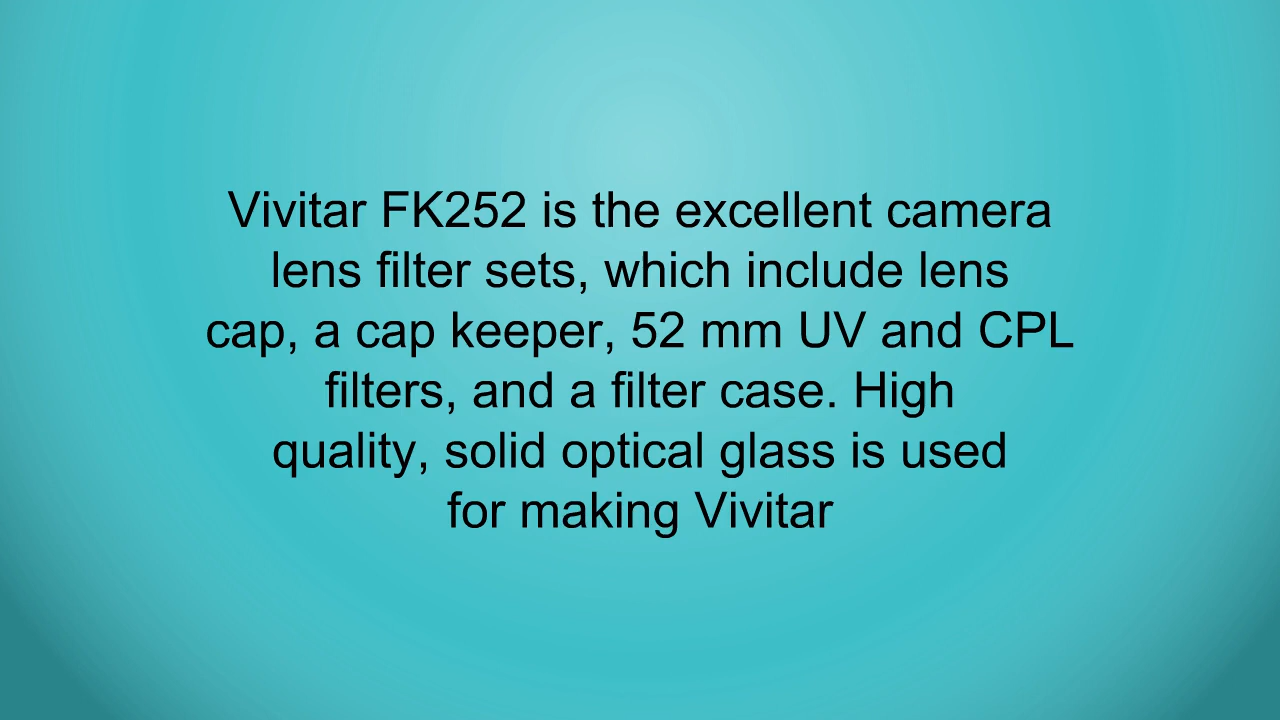 Vivitar FK252 is the excellent camera
lens filter sets, which include lens
cap, a cap keeper, 52 mm UV and CPL
filters, and a filter case. High
quality, solid optical glass is used
for making Vivitar